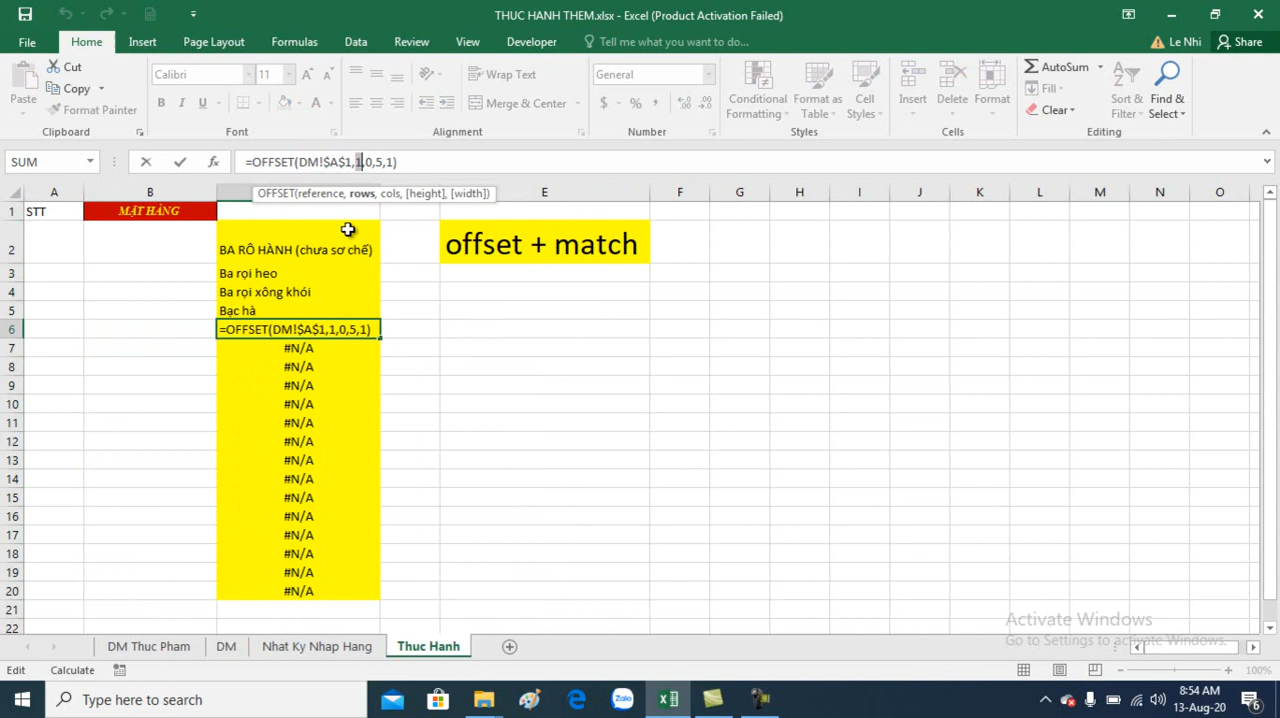 THUC HANH THEM.xlsx - Excel (Product Activation Failed)
File Home Insert Page Layout Formulas Data Review View Developer Tell me what you want to do... Le Nhi Share
Cut
Copy
Format Painter
Paste
Clipboard
Calibri 11
B I U
Font
Wrap Text
Merge & Center
Alignment
General
$ % ,
Number
Conditional Formatting
Format as Table
Cell Styles
Styles
Insert Delete Format
Cells
AutoSum
Fill
Clear
Sort & Filter
Find & Select
Editing
SUM fx =OFFSET(DM!$A$1,1,0,5,1)
OFFSET(reference, rows, cols, [height], [width])
A B E F G H I J K L M N O
1 STT MẶT HÀNG
2 BA RÔ HÀNH (chưa sơ chế) offset + match
3 Ba rọi heo
4 Ba rọi xông khói
5 Bạc hà
6 =OFFSET(DM!$A$1,1,0,5,1)
7 #N/A
8 #N/A
9 #N/A
10 #N/A
11 #N/A
12 #N/A
13 #N/A
14 #N/A
15 #N/A
16 #N/A
17 #N/A
18 #N/A
19 #N/A
20 #N/A
21
22
Activate Windows
Go to Settings to activate Windows.
DM Thuc Pham DM Nhat Ky Nhap Hang Thuc Hanh
Edit Calculate 100%
Type here to search
Zalo
8:54 AM
13-Aug-20
6